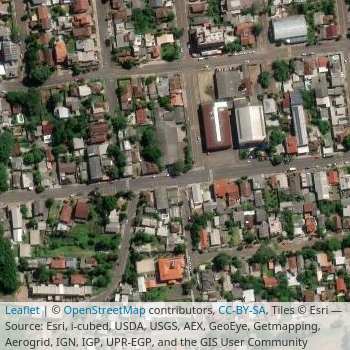 Leaflet | © OpenStreetMap contributors, CC-BY-SA, Tiles © Esri —
Source: Esri, i-cubed, USDA, USGS, AEX, GeoEye, Getmapping,
Aerogrid, IGN, IGP, UPR-EGP, and the GIS User Community